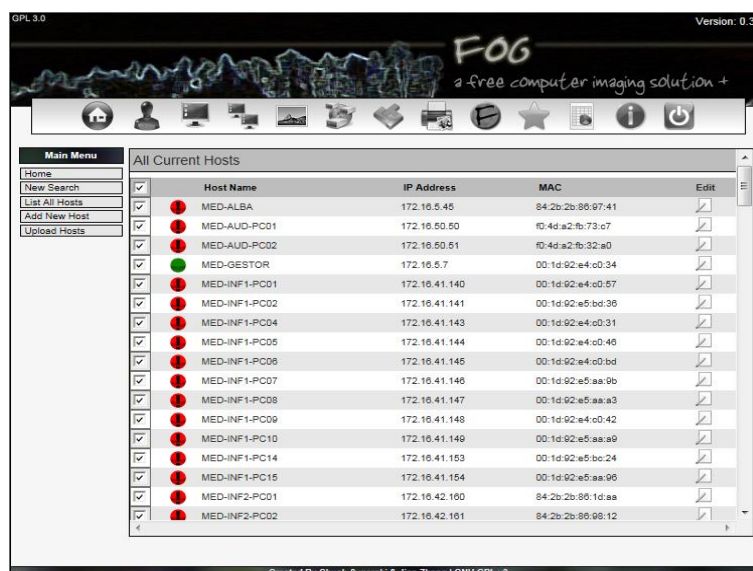 GPL 3.0
Version: 0.3
FOG
a free computer imaging solution +
Main Menu
Home
New Search
List All Hosts
Add New Host
Upload Hosts
All Current Hosts
Host Name IP Address MAC Edit
MED-ALBA 172.16.5.45 84:2b:2b:86:97:41
MED-AUD-PC01 172.16.50.50 f0:4d:a2:fb:73:c7
MED-AUD-PC02 172.16.50.51 f0:4d:a2:fb:32:a0
MED-GESTOR 172.16.5.7 00:1d:92:e4:c0:34
MED-INF1-PC01 172.16.41.140 00:1d:92:e4:c0:57
MED-INF1-PC02 172.16.41.141 00:1d:92:e5:bd:36
MED-INF1-PC04 172.16.41.143 00:1d:92:e4:c0:31
MED-INF1-PC05 172.16.41.144 00:1d:92:e4:c0:46
MED-INF1-PC06 172.16.41.145 00:1d:92:e4:c0:bd
MED-INF1-PC07 172.16.41.146 00:1d:92:e5:aa:9b
MED-INF1-PC08 172.16.41.147 00:1d:92:e5:aa:a3
MED-INF1-PC09 172.16.41.148 00:1d:92:e4:c0:42
MED-INF1-PC10 172.16.41.149 00:1d:92:e5:aa:a9
MED-INF1-PC14 172.16.41.153 00:1d:92:e5:bc:24
MED-INF1-PC15 172.16.41.154 00:1d:92:e5:aa:96
MED-INF2-PC01 172.16.42.160 84:2b:2b:86:1d:aa
MED-INF2-PC02 172.16.42.161 84:2b:2b:86:98:12